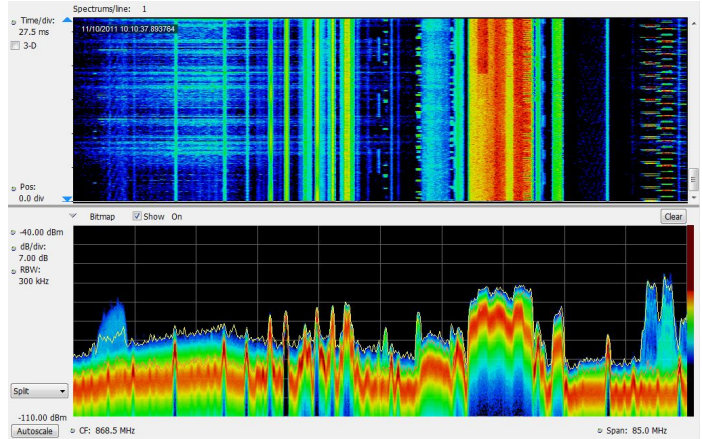 Spectrums/line: 1
Time/div:
27.5 ms
3-D
11/10/2011 10:10:37.893764
Pos:
0.0 div
Bitmap Show On Clear
-40.00 dBm
dB/div:
7.00 dB
RBW:
300 kHz
Split
-110.00 dBm
Autoscale CF: 868.5 MHz Span: 85.0 MHz